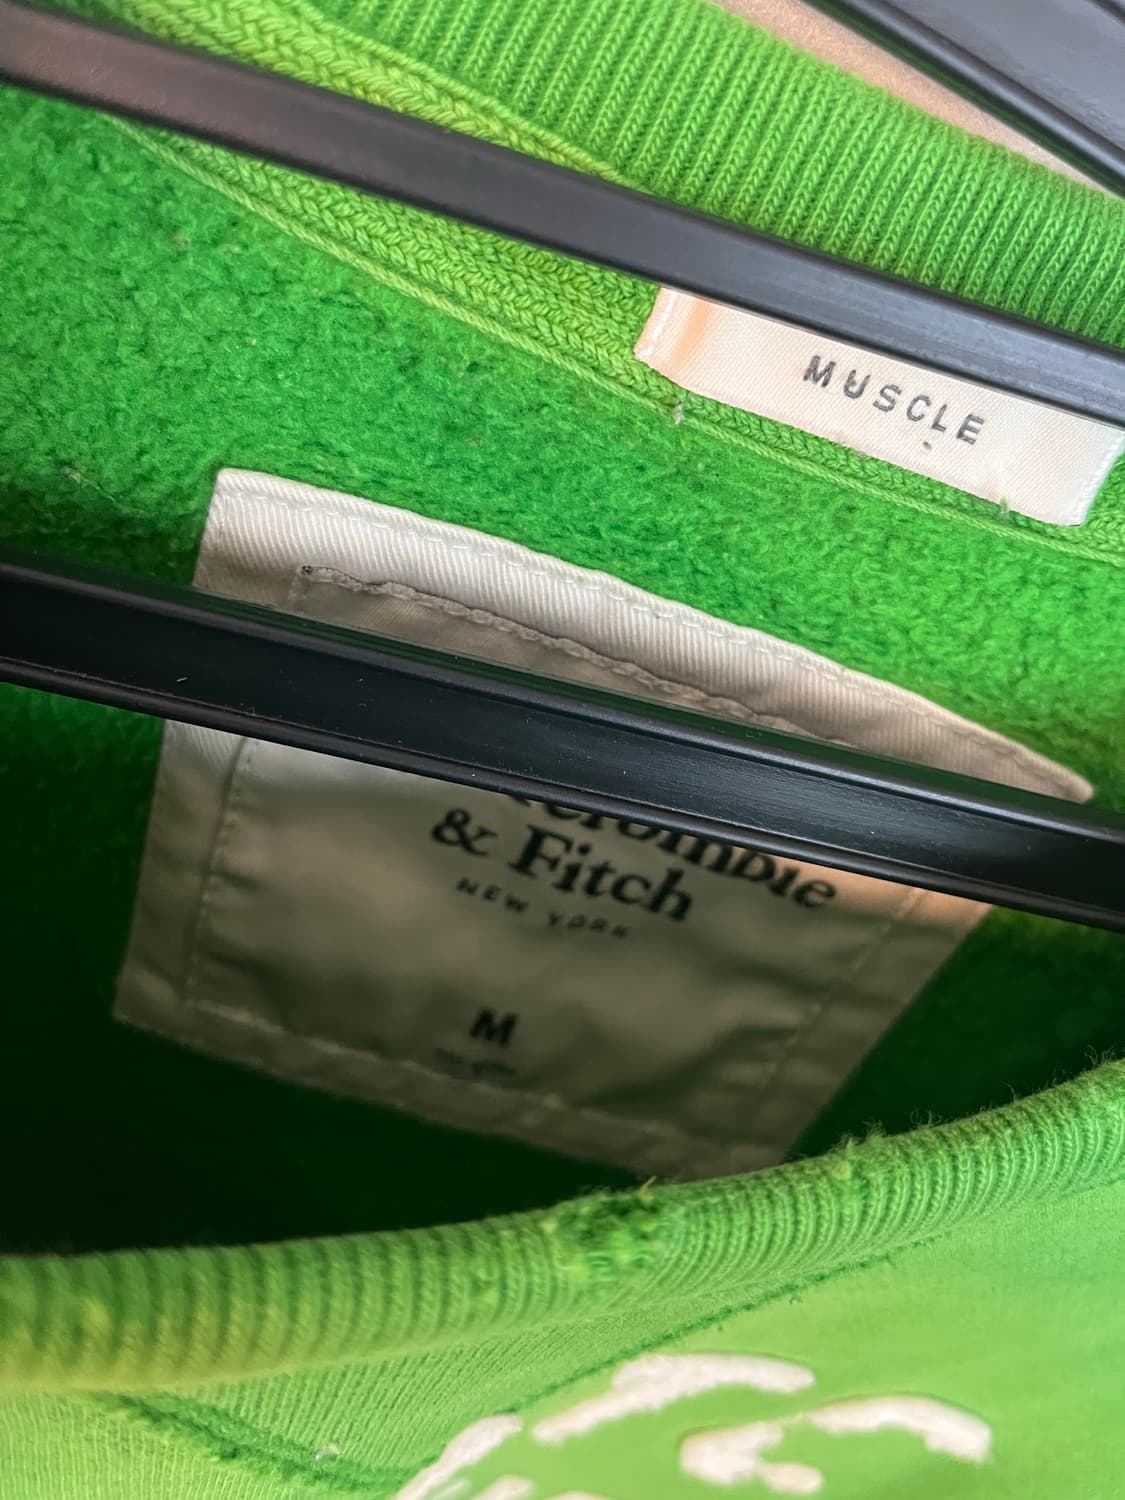 MUSCLE
& Fitch
NEW YORK
M